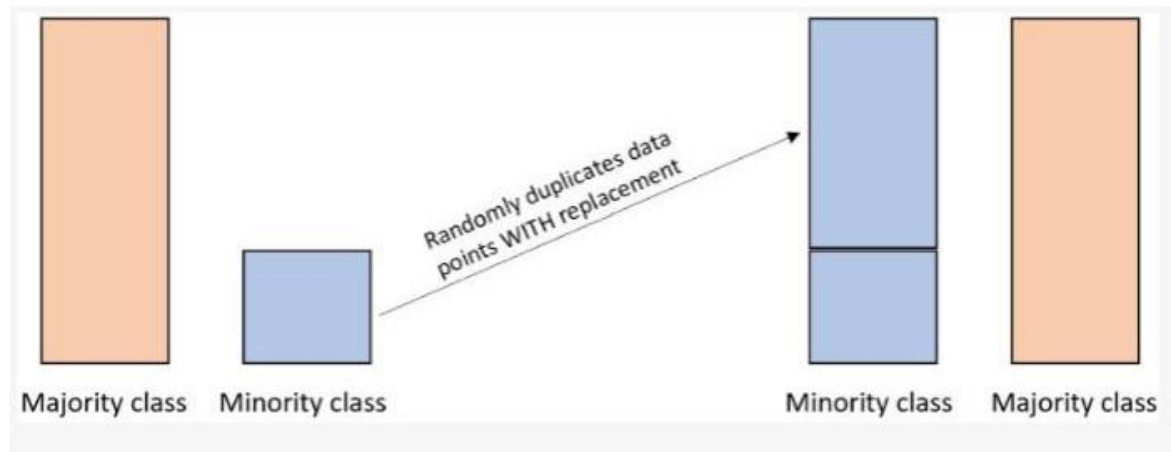 Randomly duplicates data
points WITH replacement
Majority class
Minority class
Minority class
Majority class